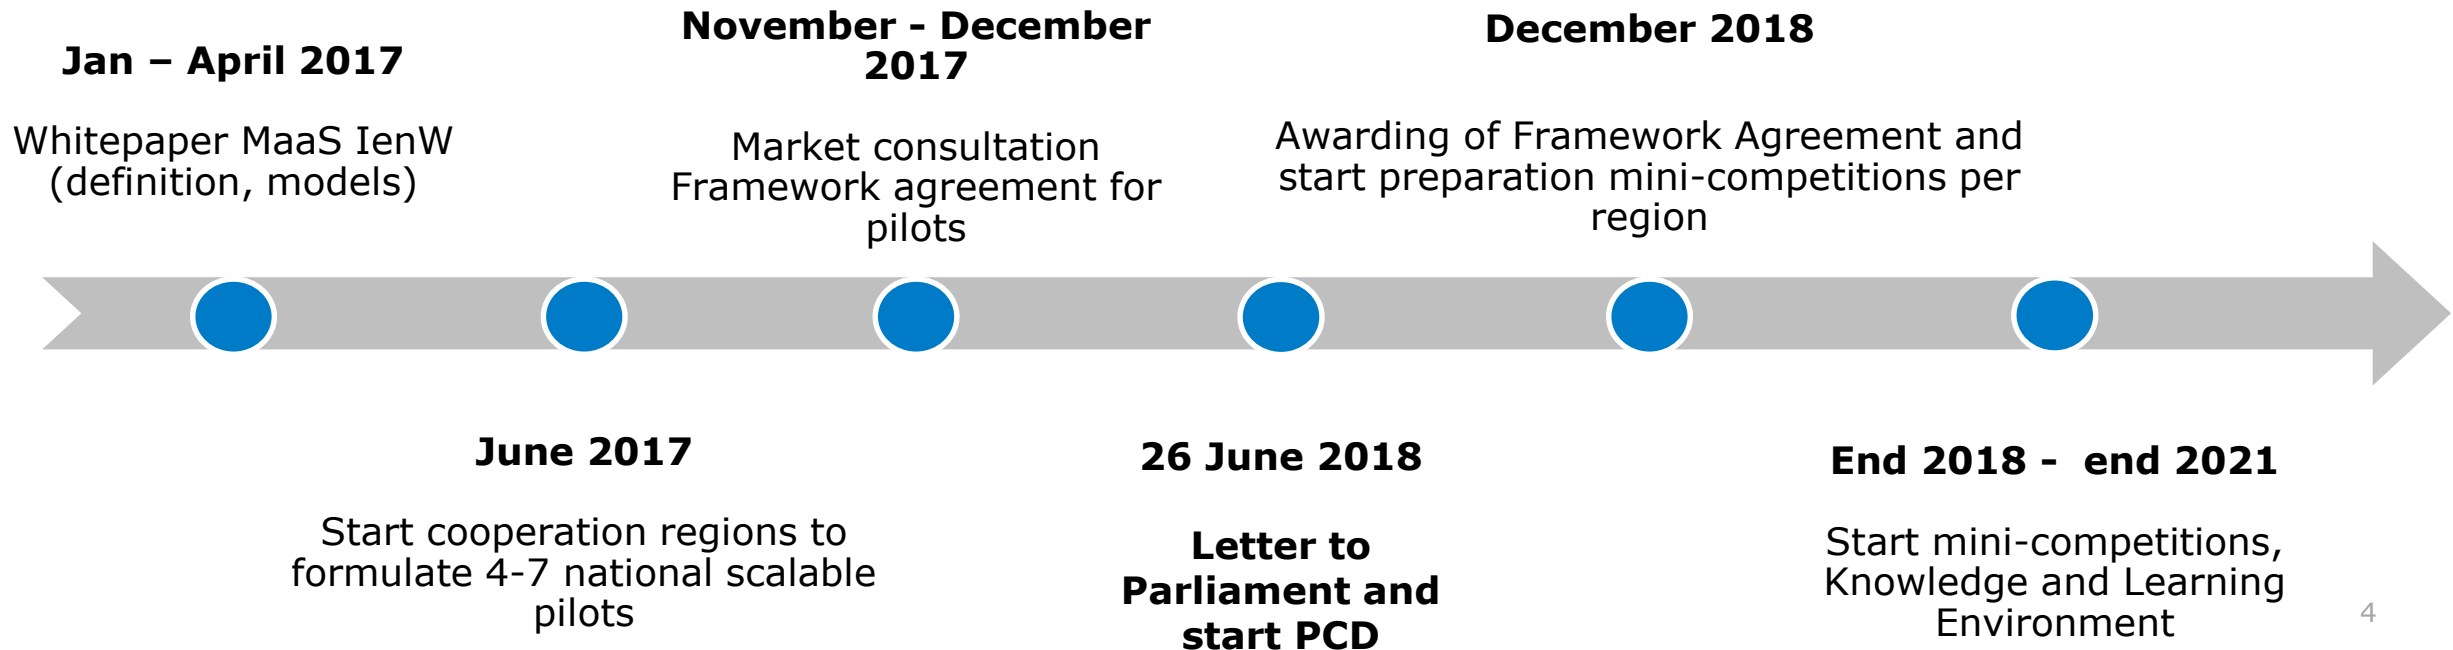 Jan – April 2017
Whitepaper MaaS IenW
(definition, models)
November - December
2017
Market consultation
Framework agreement for
pilots
December 2018
Awarding of Framework Agreement and
start preparation mini-competitions per
region
June 2017
Start cooperation regions to
formulate 4-7 national scalable
pilots
26 June 2018
Letter to
Parliament and
start PCD
End 2018 -  end 2021
Start mini-competitions,
Knowledge and Learning
Environment
4